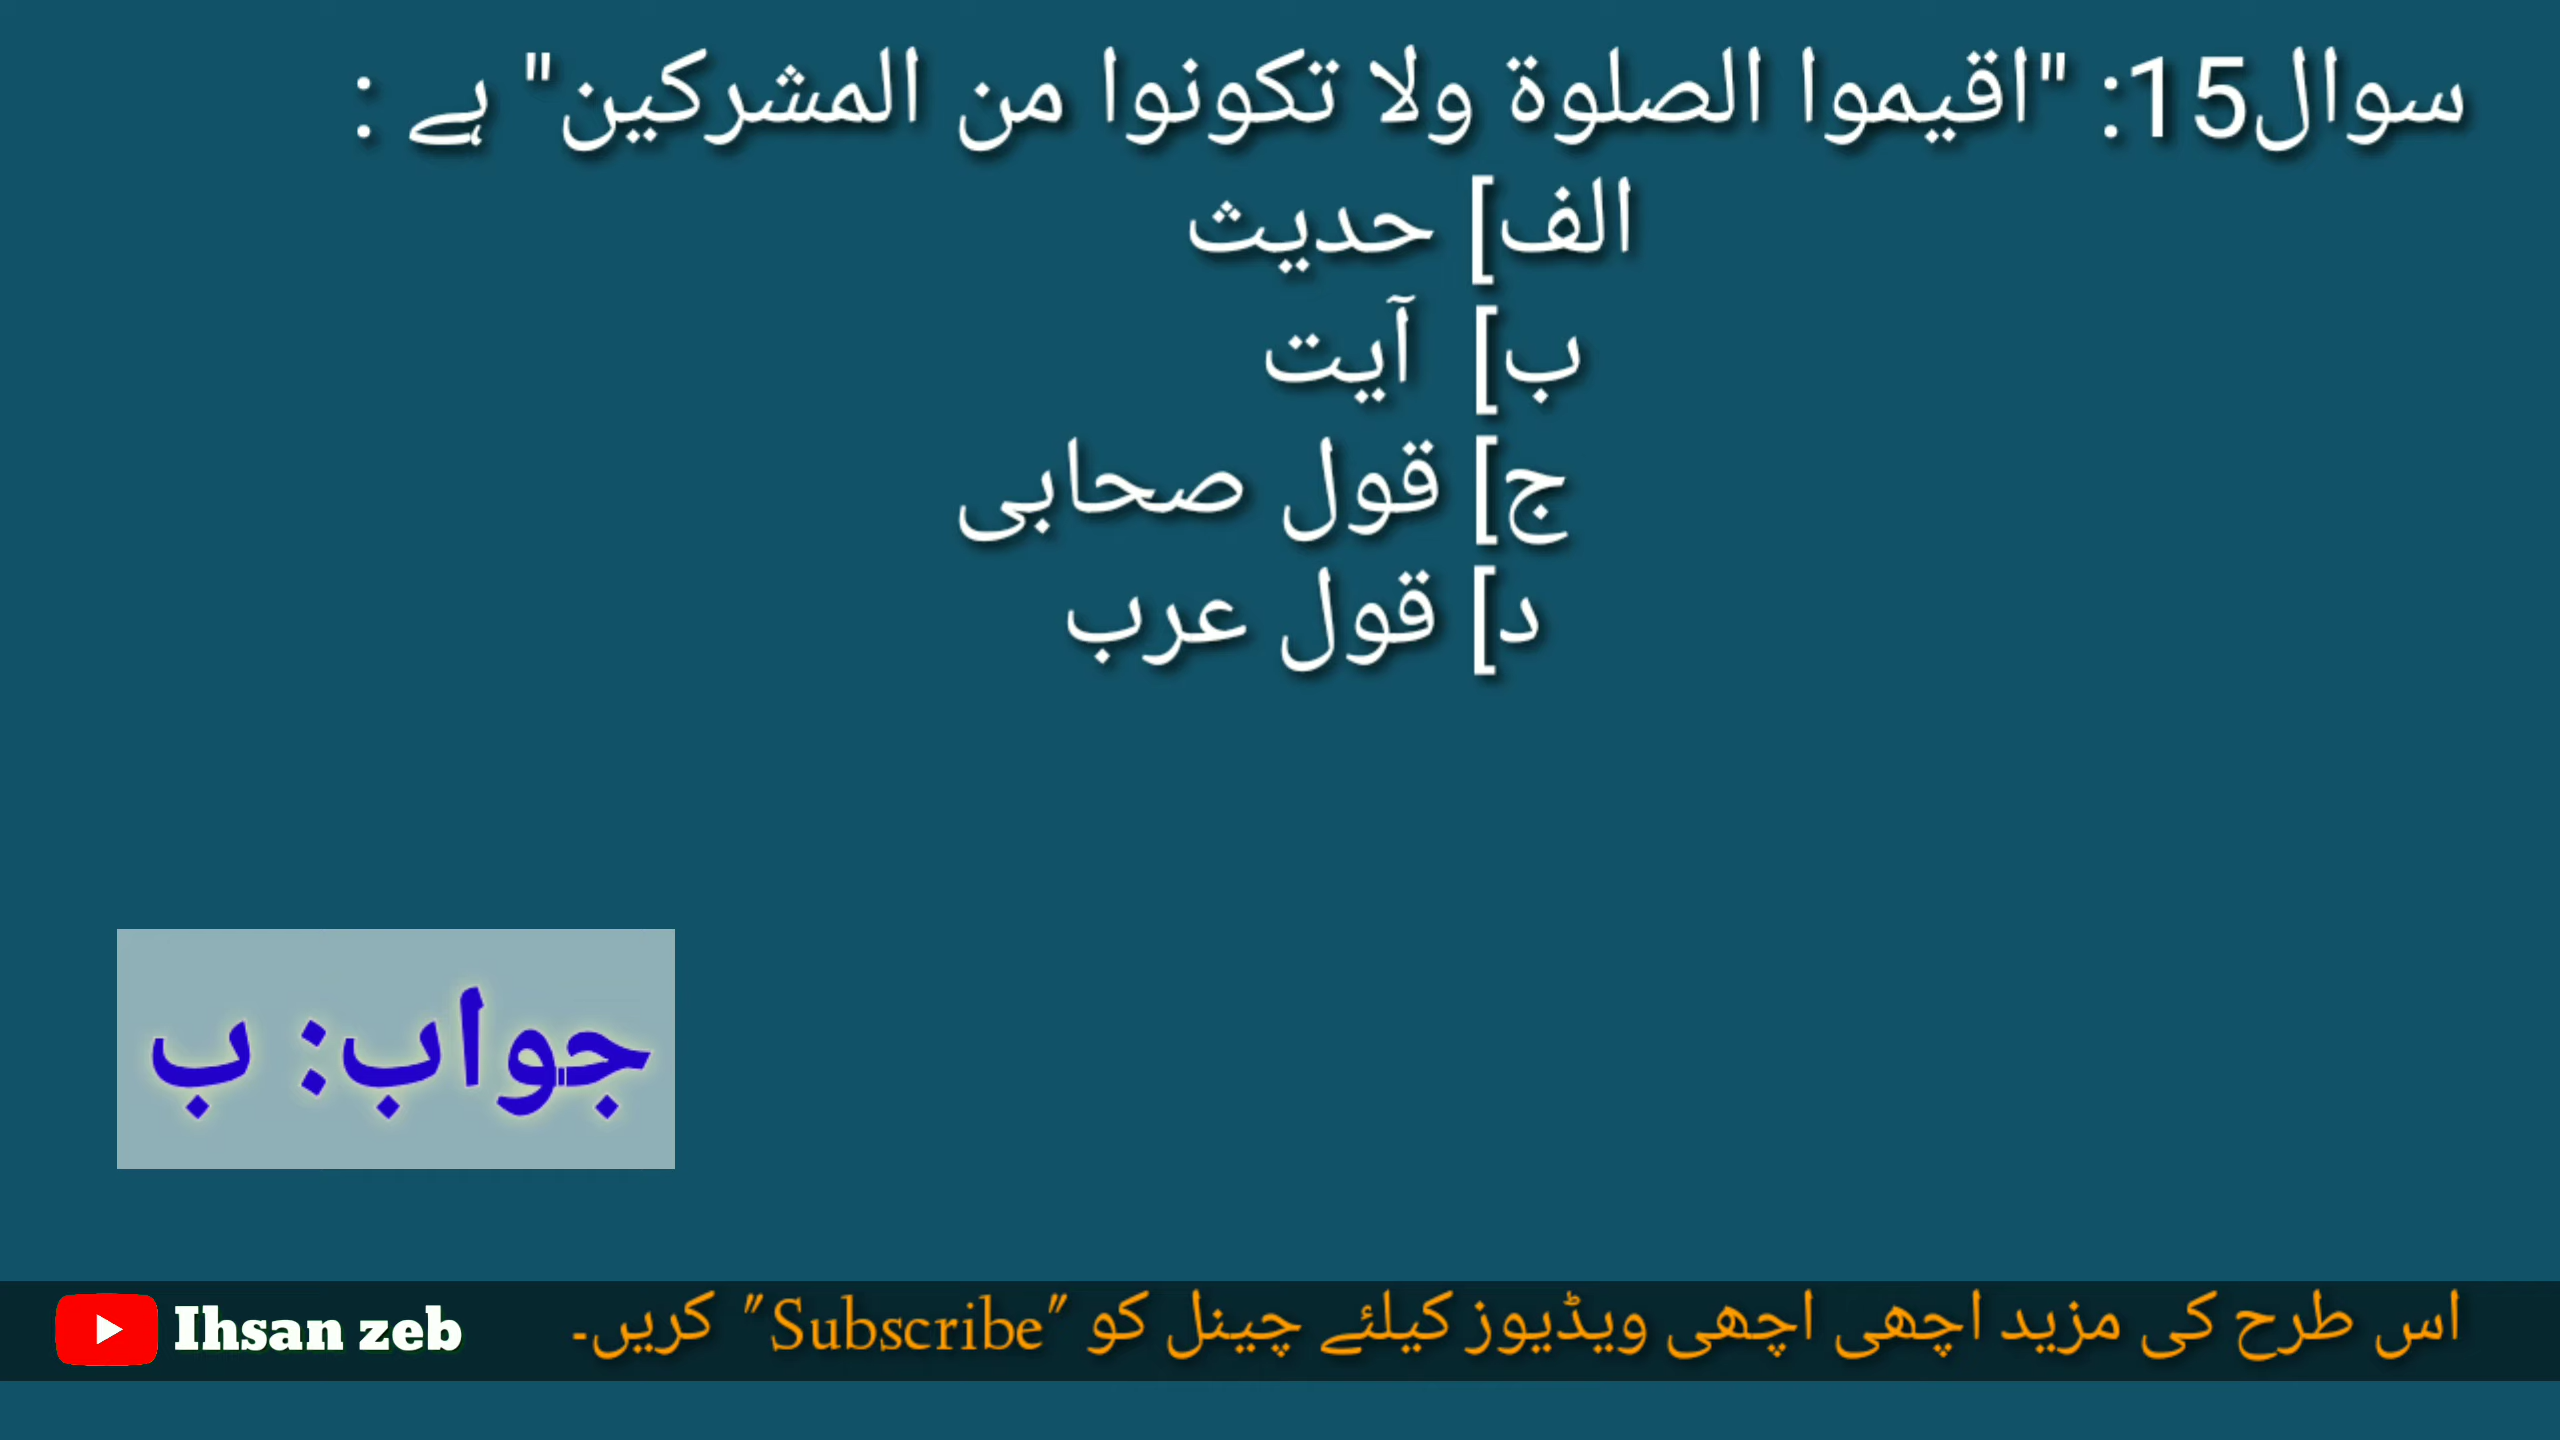 سوال15: "اقیموا الصلوة ولا تکونوا من المشرکین" ہے :
الف] حدیث
ب] آیت
ج] قول صحابی
د] قول عرب
جواب: ب
اس طرح کی مزید اچھی اچھی ویڈیوز کیلئے چینل کو "Subscribe" کریں۔
Ihsan zeb